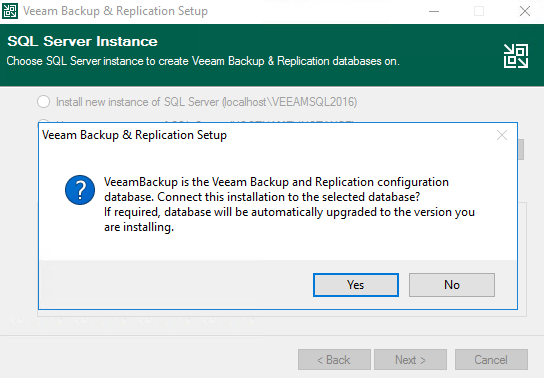 Veeam Backup & Replication Setup
SQL Server Instance
Choose SQL Server instance to create Veeam Backup & Replication databases on.
Install new instance of SQL Server (localhost\VEEAMSQL2016)
Veeam Backup & Replication Setup
VeeamBackup is the Veeam Backup and Replication configuration
database. Connect this installation to the selected database?
If required, database will be automatically upgraded to the version you
are installing.
Yes
No
< Back
Next >
Cancel